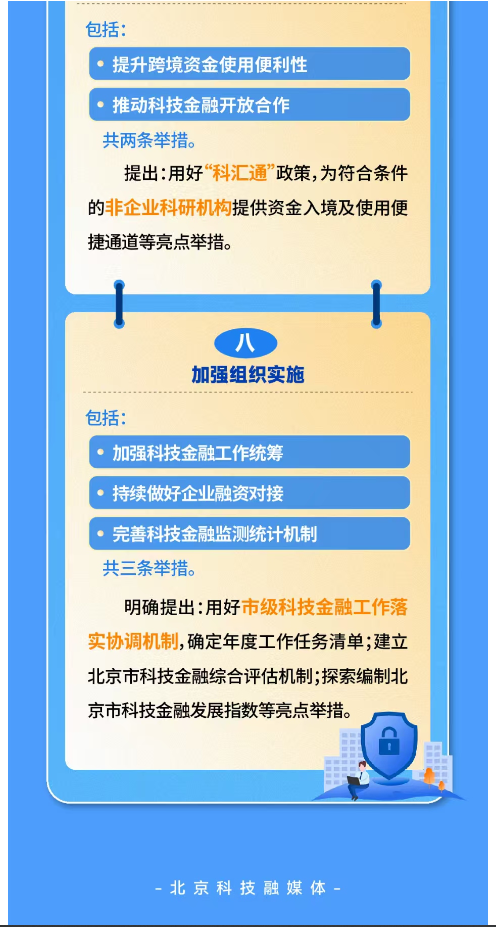 包括：
• 提升跨境资金使用便利性
• 推动科技金融开放合作
共两条举措。
提出：用好“科汇通”政策，为符合条件
的非企业科研机构提供资金入境及使用便
捷通道等亮点举措。
八
加强组织实施
包括：
• 加强科技金融工作统筹
• 持续做好企业融资对接
• 完善科技金融监测统计机制
共三条举措。
明确提出：用好市级科技金融工作落
实协调机制，确定年度工作任务清单；建立
北京市科技金融综合评估机制；探索编制北
京市科技金融发展指数等亮点举措。
- 北京科技融媒体 -